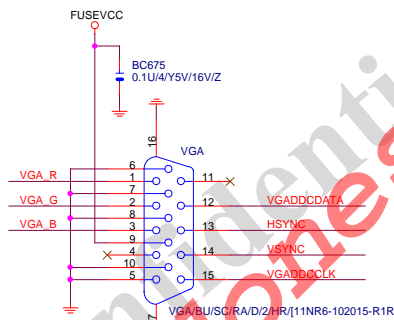 FUSEVCC
BC675
0.1U/4/Y5V/16V/Z
16
VGA
6
VGA_R 1 11
7
VGA_G 2 12 VGADDCDATA
8
VGA_B 3 13 HSYNC
9
4 14 VSYNC
10
5 15 VGADDCCLK
VGA/BU/SC/RA/D/2/HR/[11NR6-102015-R1R